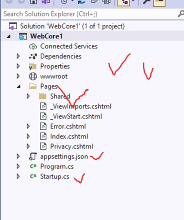 Search Solution Explorer (Ctrl+;)
Solution 'WebCore1' (1 of 1 project)
WebCore1
Connected Services
Dependencies
Properties
wwwroot
Pages
Shared
_ViewImports.cshtml
_ViewStart.cshtml
Error.cshtml
Index.cshtml
Privacy.cshtml
appsettings.json
Program.cs
Startup.cs